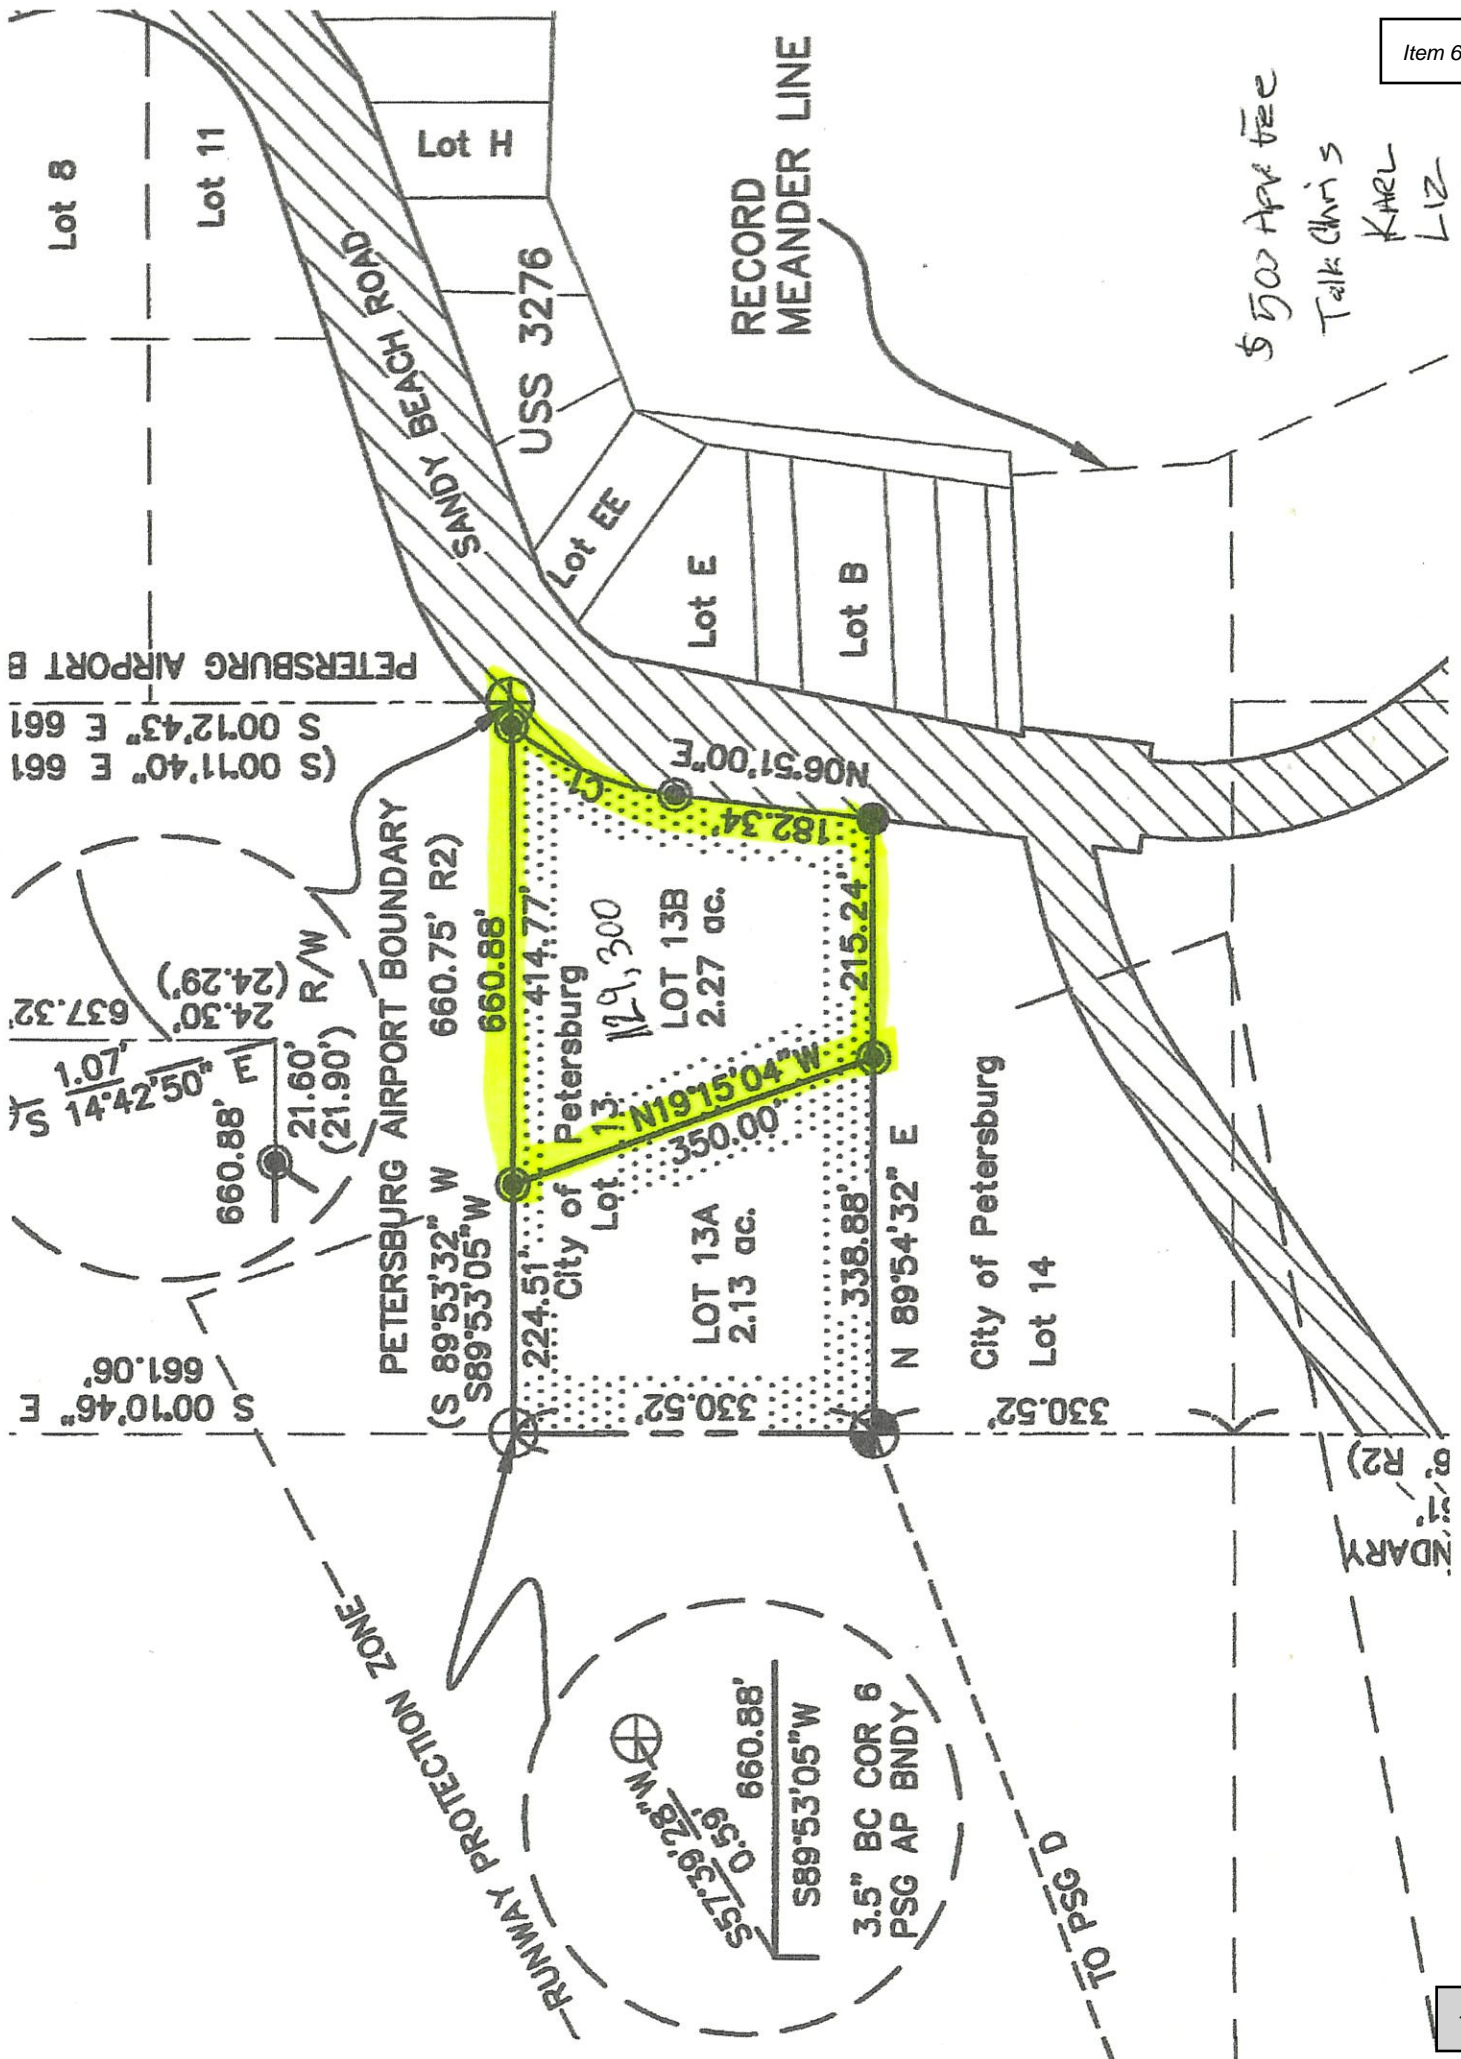 Item 6
Lot 8
Lot 11
SANDY BEACH ROAD
Lot H
USS 3276
Lot EE
Lot E
Lot B
RECORD
MEANDER LINE
$500 App fee
Talk Chris
KARL
LIZ
PETERSBURG AIRPORT B
S 00°12'43" E 661
(S 00°11'40" E 661
PETERSBURG AIRPORT BOUNDARY
660.75' R2)
660.88'
(S 89°53'32" W
S89°53'05"W
637.32'
24.30'
(24.29')
R/W
S 14°42'50" E
1.07'
21.60'
(21.90')
660.88'
S 00°10'46" E
661.06'
224.51'
414.77'
C1
N06°51'00"E
182.34'
City of Petersburg
Lot 13
129,300
LOT 13B
2.27 ac.
215.24'
N19°15'04"W
350.00'
LOT 13A
2.13 ac.
338.88'
330.52'
N 89°54'32" E
City of Petersburg
Lot 14
330.52'
R2)
NDARY
RUNWAY PROTECTION ZONE
S57°39'28"W
0.59'
660.88'
S89°53'05"W
3.5" BC COR 6
PSG AP BNDY
TO PSG D